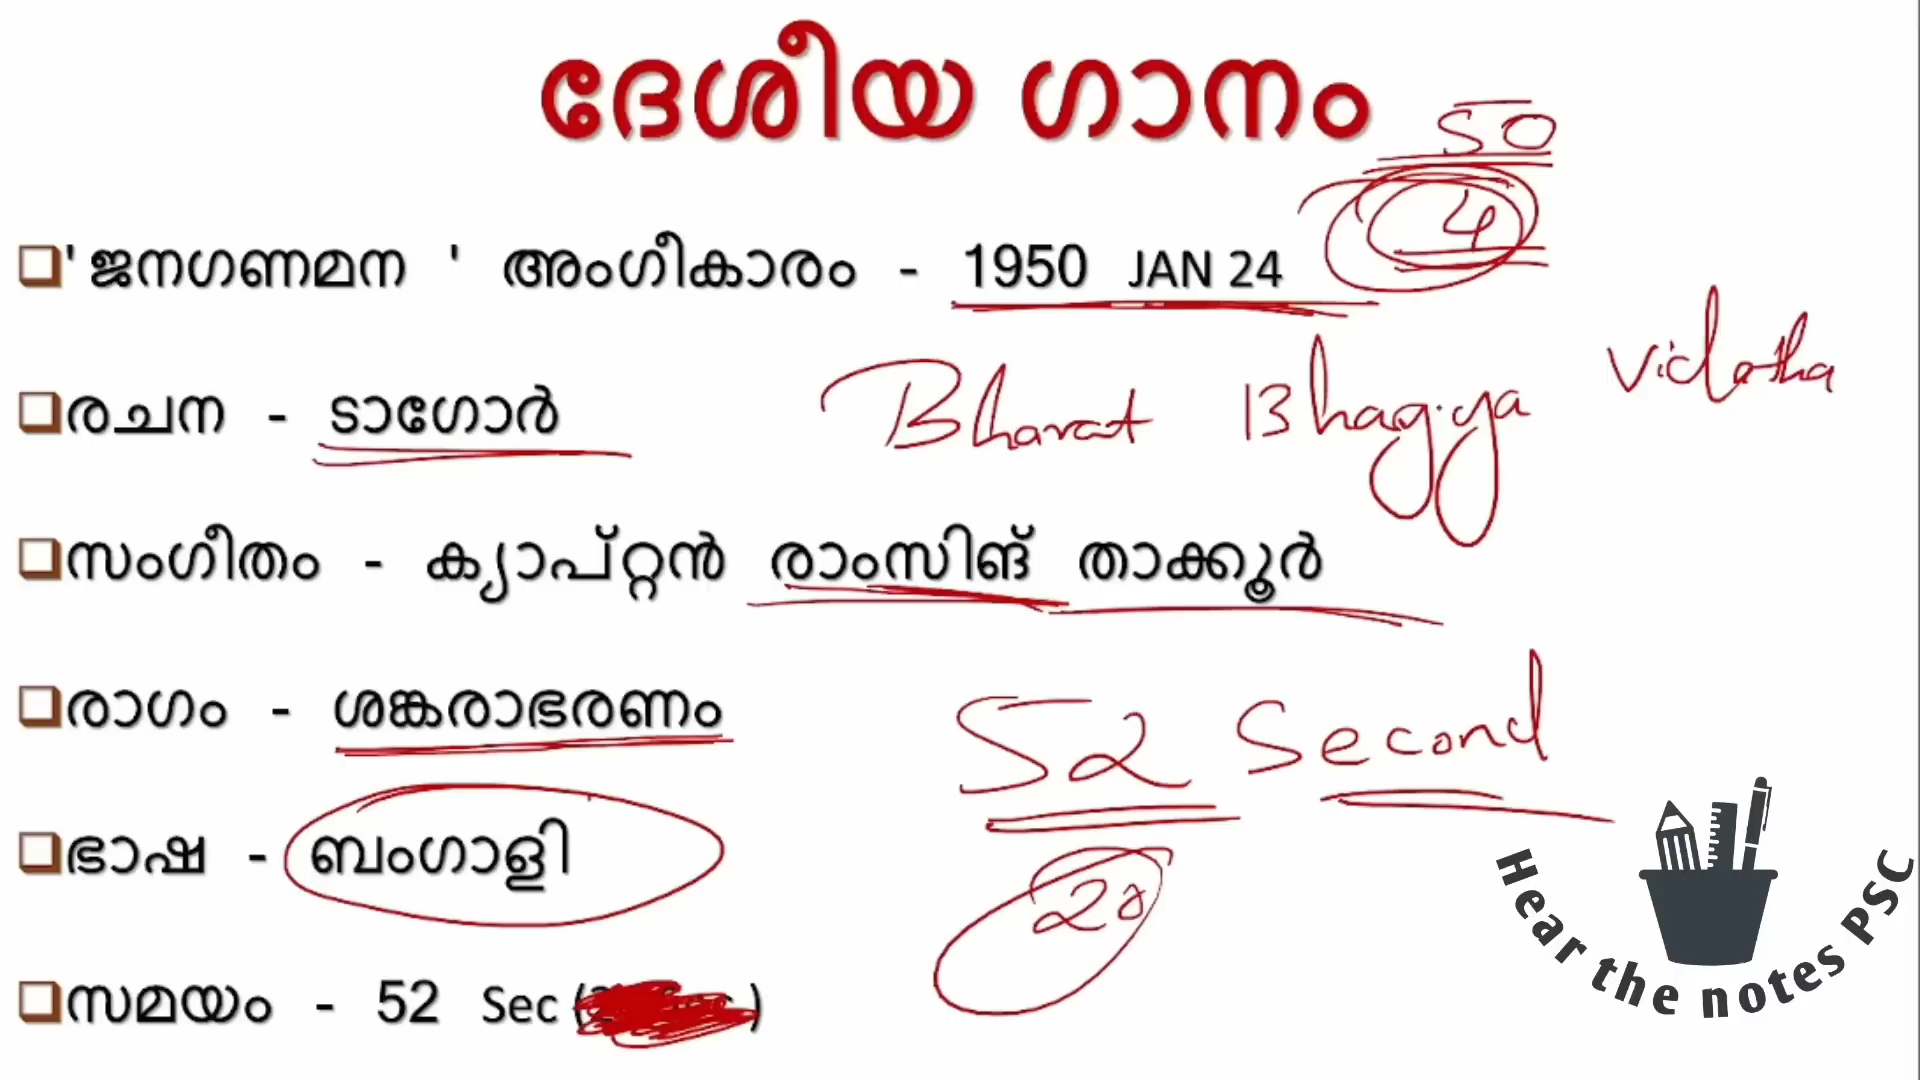 ദേശീയ ഗാനം
50
4
' ജനഗണമന ' അംഗീകാരം - 1950 JAN 24
Bharat Bhagya Vidatha
രചന - ടാഗോർ
സംഗീതം - ക്യാപ്റ്റൻ രാംസിങ് താക്കൂർ
രാഗം - ശങ്കരാഭരണം
52 Second
ഭാഷ - ബംഗാളി
20
സമയം - 52 Sec ( )
Hear the notes PSC